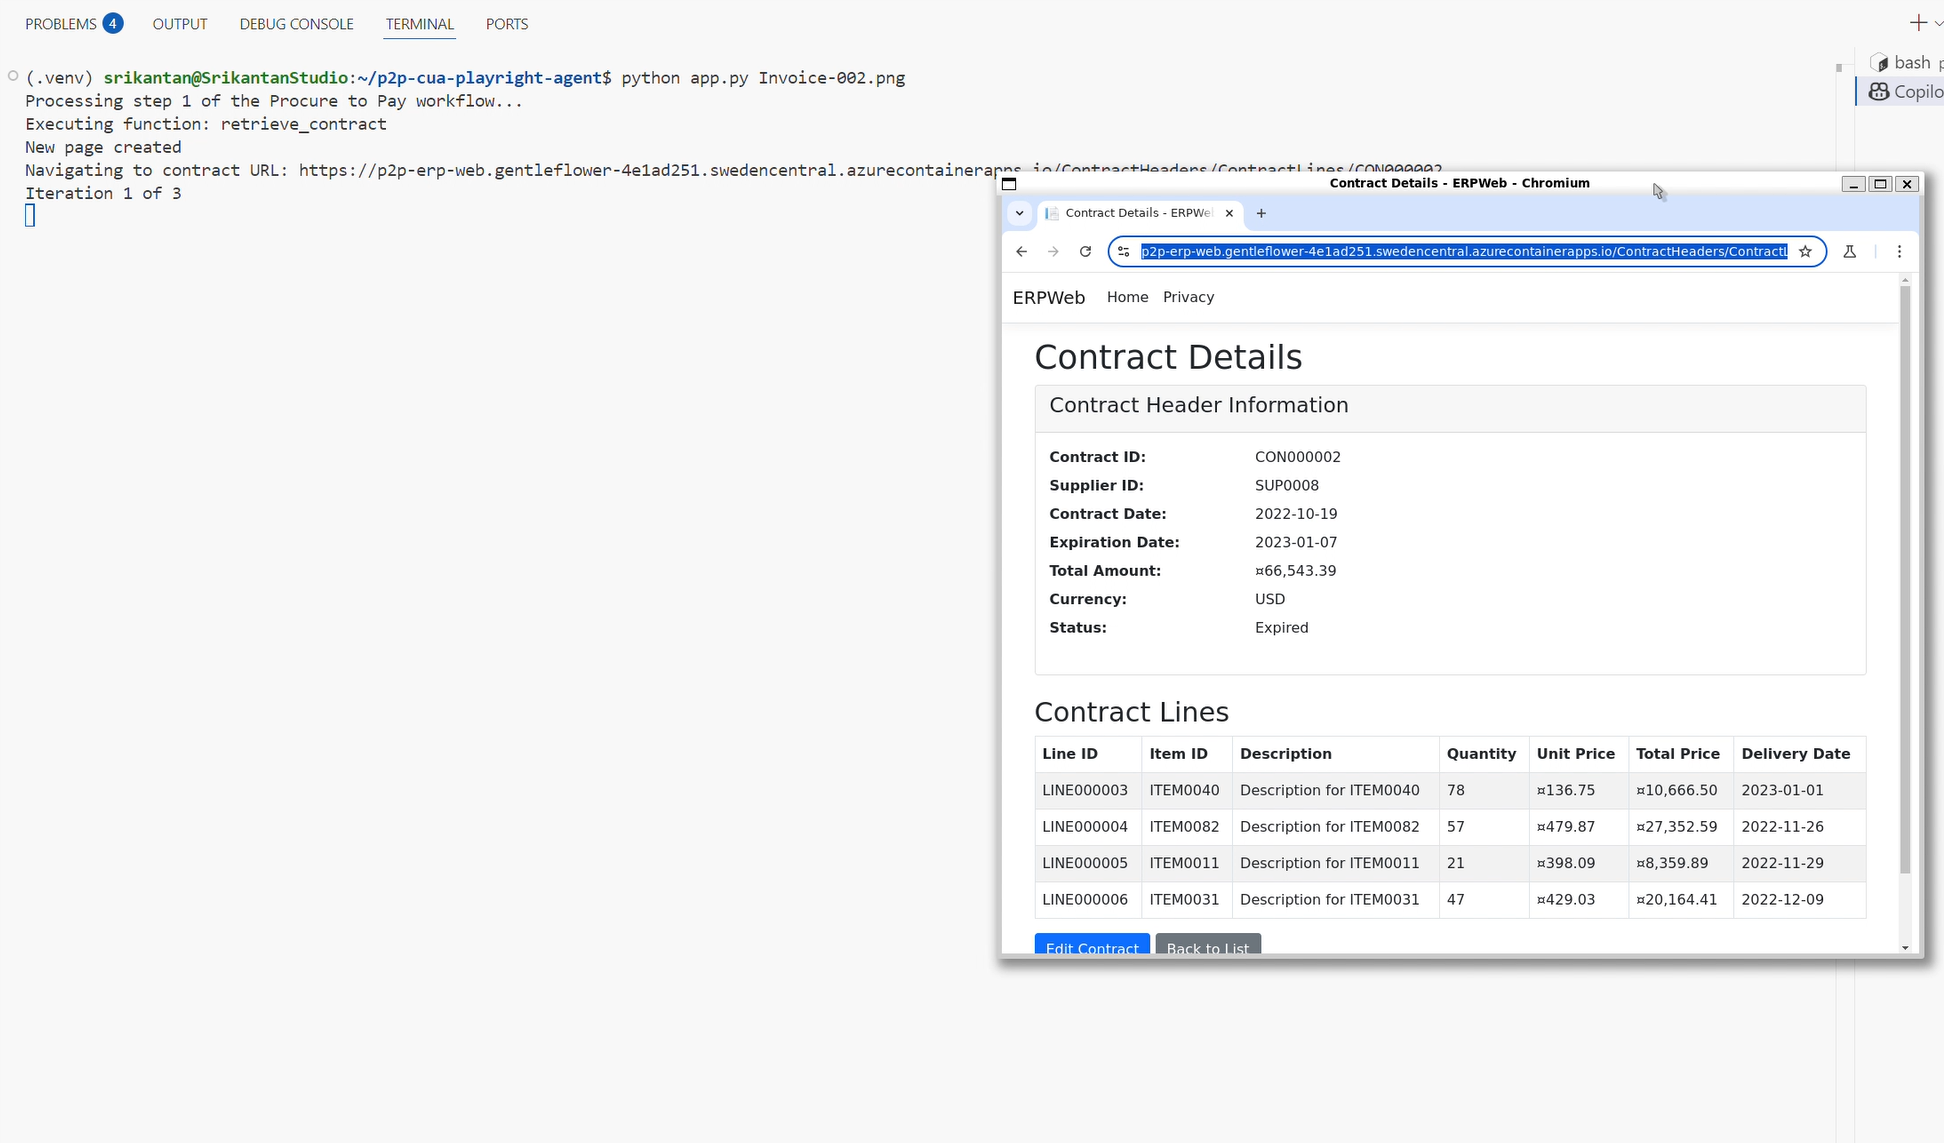 PROBLEMS 4 OUTPUT DEBUG CONSOLE TERMINAL PORTS
bash
Copilo
(.venv) srikantan@SrikantanStudio:~/p2p-cua-playright-agent$ python app.py Invoice-002.png
Processing step 1 of the Procure to Pay workflow...
Executing function: retrieve_contract
New page created
Navigating to contract URL: https://p2p-erp-web.gentleflower-4e1ad251.swedencentral.azurecontainerapps.io/ContractHeaders/ContractLines/CON000002
Iteration 1 of 3
Contract Details - ERPWeb - Chromium
Contract Details - ERPWe
p2p-erp-web.gentleflower-4e1ad251.swedencentral.azurecontainerapps.io/ContractHeaders/ContractL
ERPWeb Home Privacy
Contract Details
Contract Header Information
Contract ID: CON000002
Supplier ID: SUP0008
Contract Date: 2022-10-19
Expiration Date: 2023-01-07
Total Amount: ¤66,543.39
Currency: USD
Status: Expired
Contract Lines
Line ID Item ID Description Quantity Unit Price Total Price Delivery Date
LINE000003 ITEM0040 Description for ITEM0040 78 ¤136.75 ¤10,666.50 2023-01-01
LINE000004 ITEM0082 Description for ITEM0082 57 ¤479.87 ¤27,352.59 2022-11-26
LINE000005 ITEM0011 Description for ITEM0011 21 ¤398.09 ¤8,359.89 2022-11-29
LINE000006 ITEM0031 Description for ITEM0031 47 ¤429.03 ¤20,164.41 2022-12-09
Edit Contract Back to List